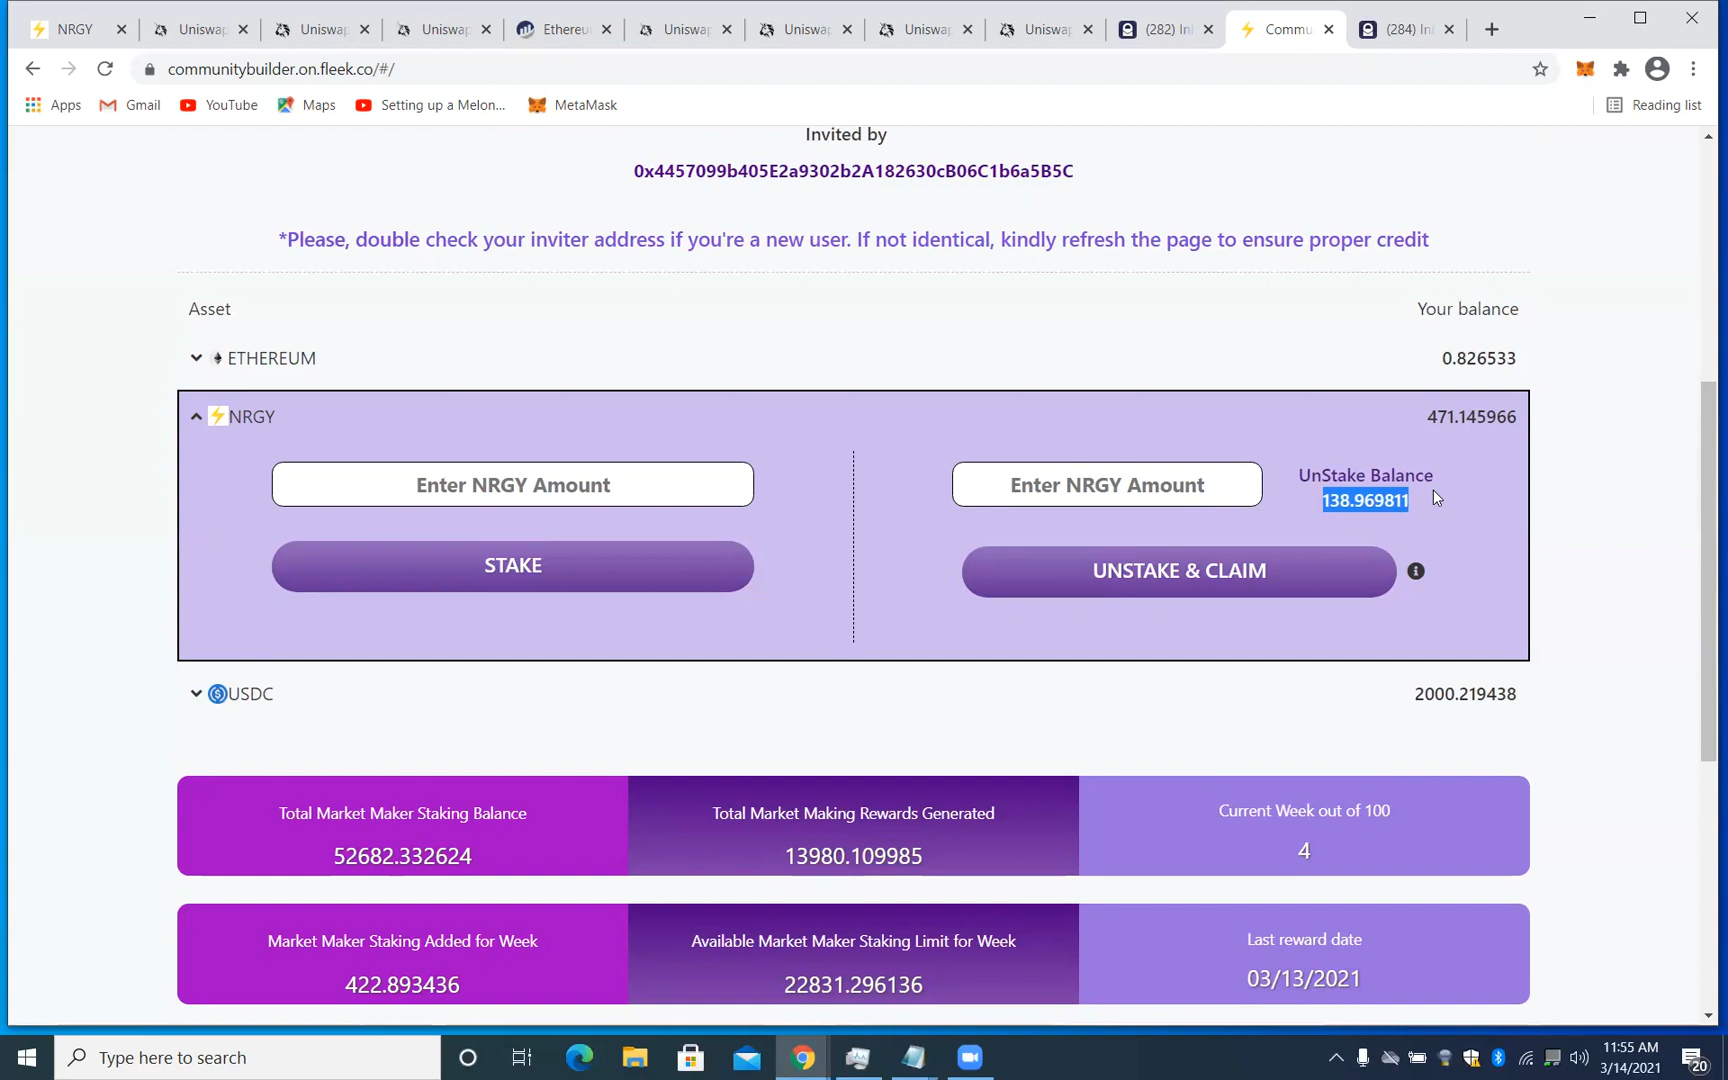 NRGY
Uniswap
Uniswap
Uniswap
Ethereu
Uniswap
Uniswap
Uniswap
Uniswap
(282) In
Commu
(284) In
communitybuilder.on.fleek.co/#/
Apps
Gmail
YouTube
Maps
Setting up a Melon...
MetaMask
Reading list
Invited by
0x4457099b405E2a9302b2A182630cB06C1b6a5B5C
*Please, double check your inviter address if you're a new user. If not identical, kindly refresh the page to ensure proper credit
Asset
Your balance
ETHEREUM
0.826533
NRGY
471.145966
Enter NRGY Amount
Enter NRGY Amount
UnStake Balance
138.969811
STAKE
UNSTAKE & CLAIM
USDC
2000.219438
Total Market Maker Staking Balance
52682.332624
Total Market Making Rewards Generated
13980.109985
Current Week out of 100
4
Market Maker Staking Added for Week
422.893436
Available Market Maker Staking Limit for Week
22831.296136
Last reward date
03/13/2021
Type here to search
11:55 AM
3/14/2021
20